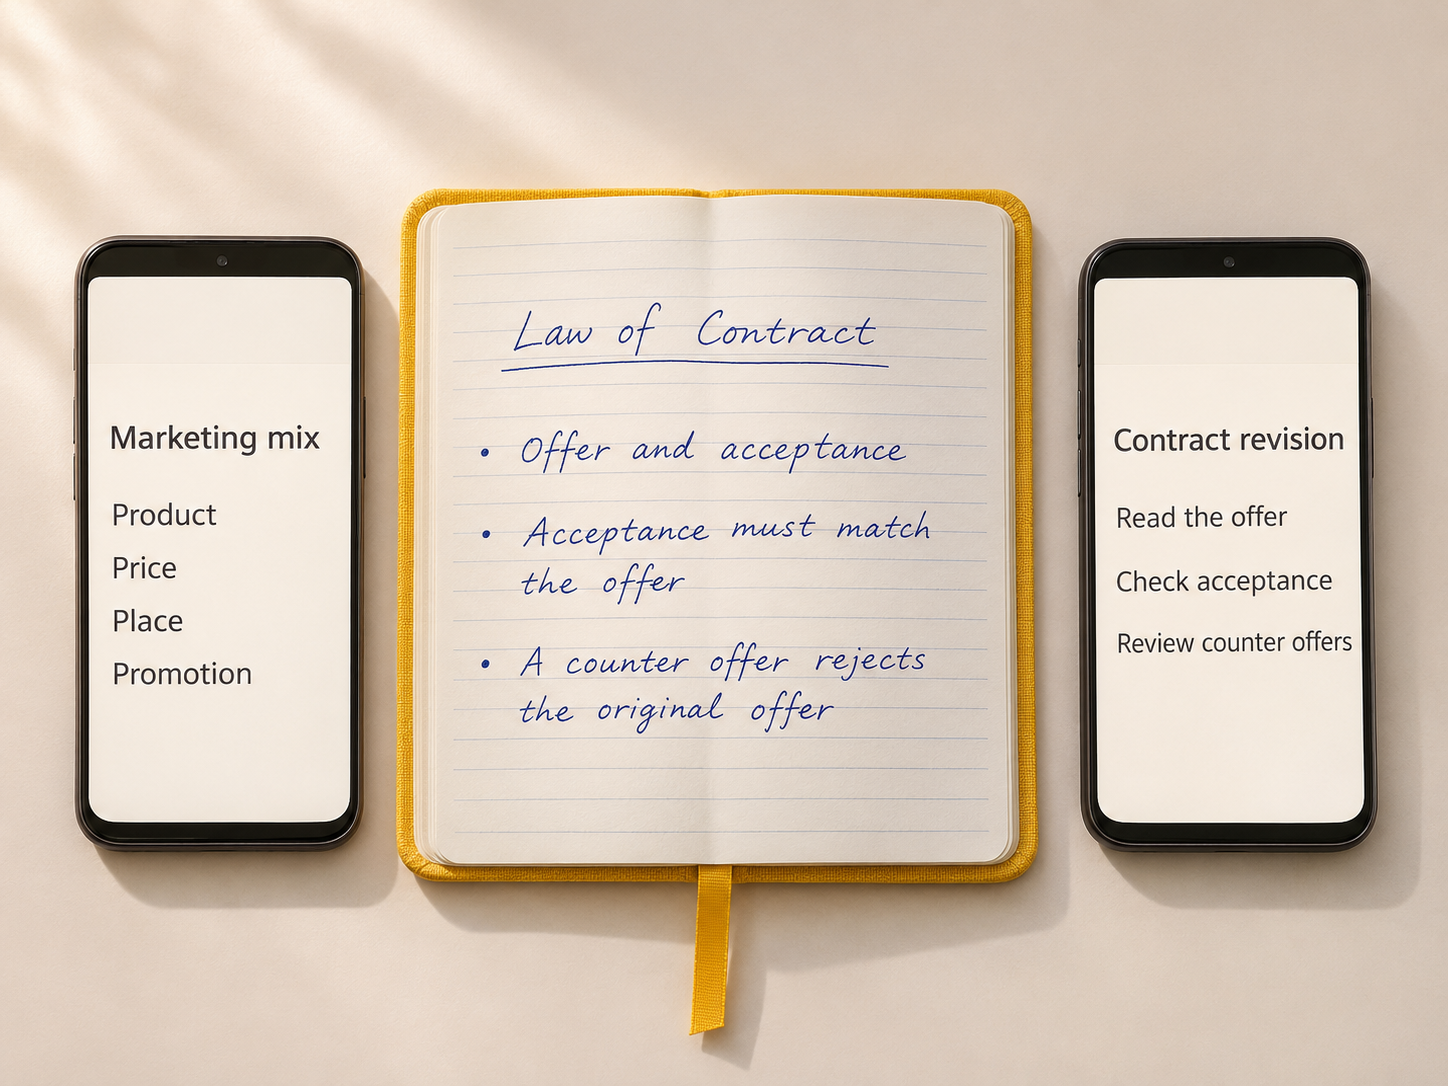 Marketing mix
Product
Price
Place
Promotion
Law of Contract
• Offer and acceptance
• Acceptance must match
the offer
• A counter offer rejects
the original offer
Contract revision
Read the offer
Check acceptance
Review counter offers